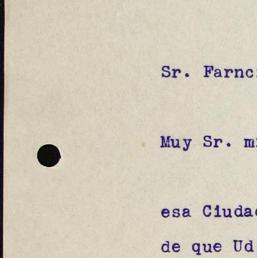 Sr. Farnc
Muy Sr. m
esa Ciuda
de que Ud